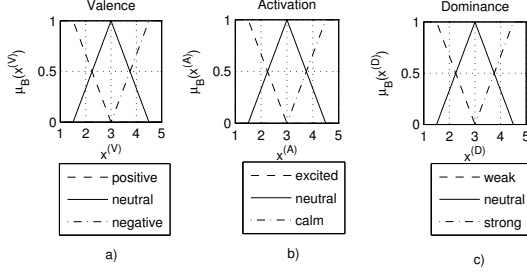 Valence
1
0.5
0
μB(x(V))
1 2 3 4 5
x(V)
positive
neutral
negative
a)
Activation
1
0.5
0
μB(x(A))
1 2 3 4 5
x(A)
excited
neutral
calm
b)
Dominance
1
0.5
0
μB(x(D))
1 2 3 4 5
x(D)
weak
neutral
strong
c)